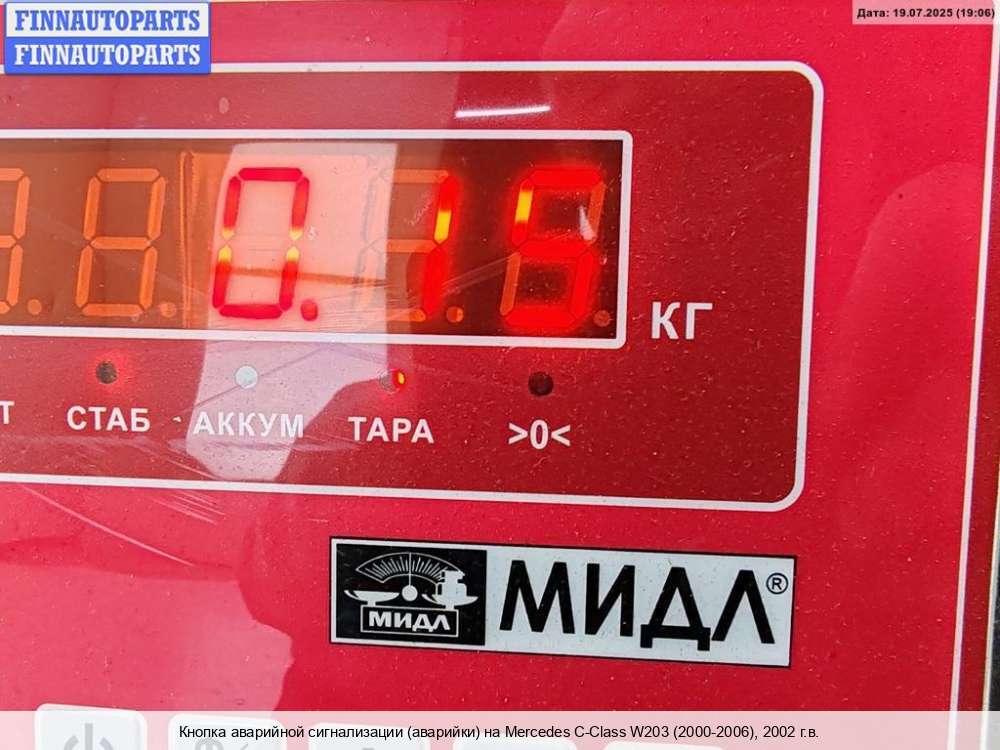 FINNAUTOPARTS
FINNAUTOPARTS
Дата: 19.07.2025 (19:06)
0.15
КГ
Т СТАБ АККУМ ТАРА >0<
МИДЛ
МИДЛ®
Кнопка аварийной сигнализации (аварийки) на Mercedes C-Class W203 (2000-2006), 2002 г.в.